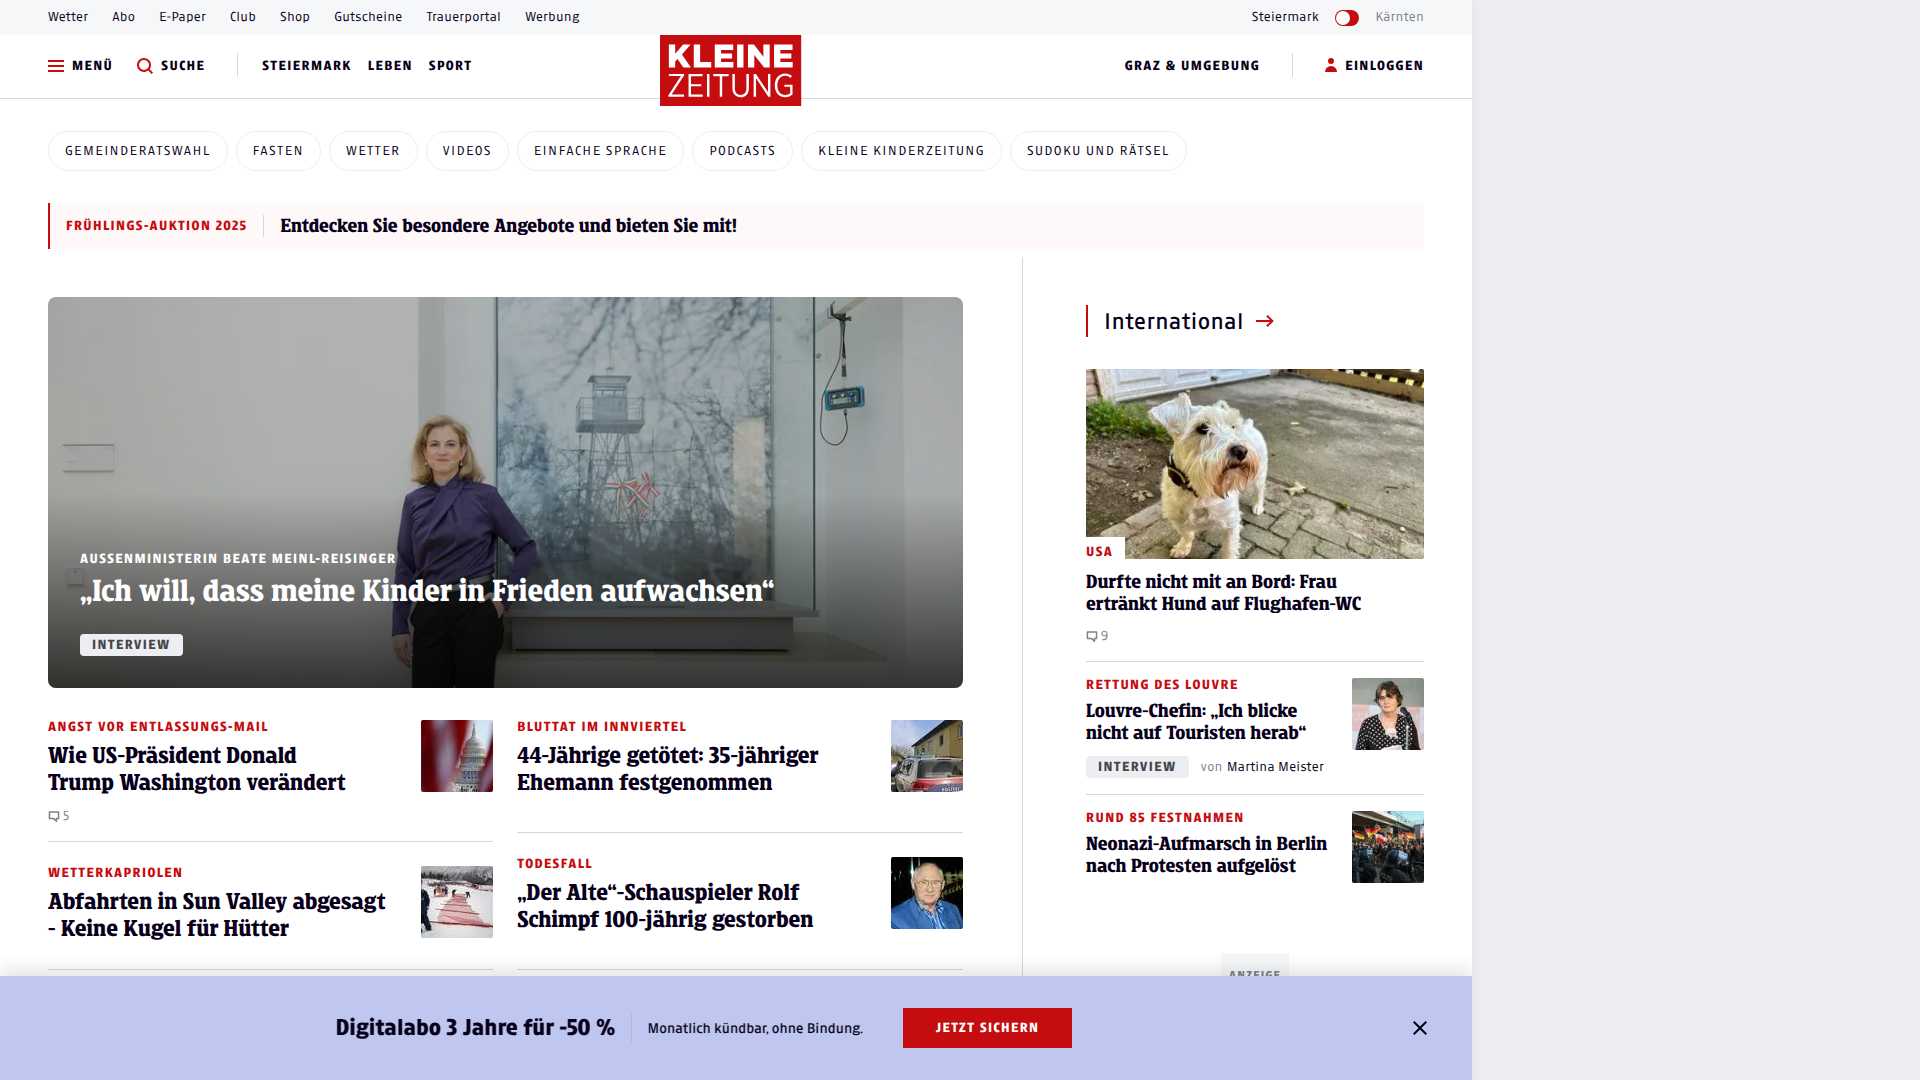 Wetter Abo E-Paper Club Shop Gutscheine Trauerportal Werbung Steiermark Kärnten
MENÜ SUCHE STEIERMARK LEBEN SPORT KLEINE ZEITUNG GRAZ & UMGEBUNG EINLOGGEN
GEMEINDERATSWAHL FASTEN WETTER VIDEOS EINFACHE SPRACHE PODCASTS KLEINE KINDERZEITUNG SUDOKU UND RÄTSEL
FRÜHLINGS-AUKTION 2025 Entdecken Sie besondere Angebote und bieten Sie mit!
AUSSENMINISTERIN BEATE MEINL-REISINGER
„Ich will, dass meine Kinder in Frieden aufwachsen“
INTERVIEW
ANGST VOR ENTLASSUNGS-MAIL
Wie US-Präsident Donald
Trump Washington verändert
5
WETTERKAPRIOLEN
Abfahrten in Sun Valley abgesagt
- Keine Kugel für Hütter
BLUTTAT IM INNVIERTEL
44-Jährige getötet: 35-jähriger
Ehemann festgenommen
TODESFALL
„Der Alte“-Schauspieler Rolf
Schimpf 100-jährig gestorben
International
USA
Durfte nicht mit an Bord: Frau
ertränkt Hund auf Flughafen-WC
9
RETTUNG DES LOUVRE
Louvre-Chefin: „Ich blicke
nicht auf Touristen herab“
INTERVIEW von Martina Meister
RUND 85 FESTNAHMEN
Neonazi-Aufmarsch in Berlin
nach Protesten aufgelöst
ANZEIGE
Digitalabo 3 Jahre für -50 % Monatlich kündbar, ohne Bindung. JETZT SICHERN